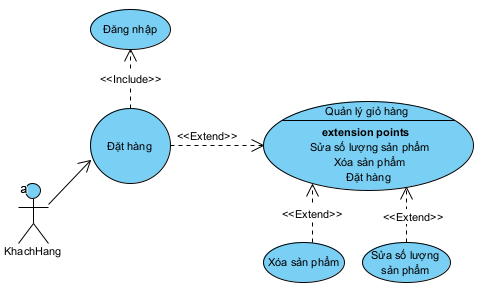 Đăng nhập
<<Include>>
Đặt hàng
<<Extend>>
Quản lý giỏ hàng
extension points
Sửa số lượng sản phẩm
Xóa sản phẩm
Đặt hàng
a
KhachHang
<<Extend>>
<<Extend>>
Xóa sản phẩm
Sửa số lượng
sản phẩm